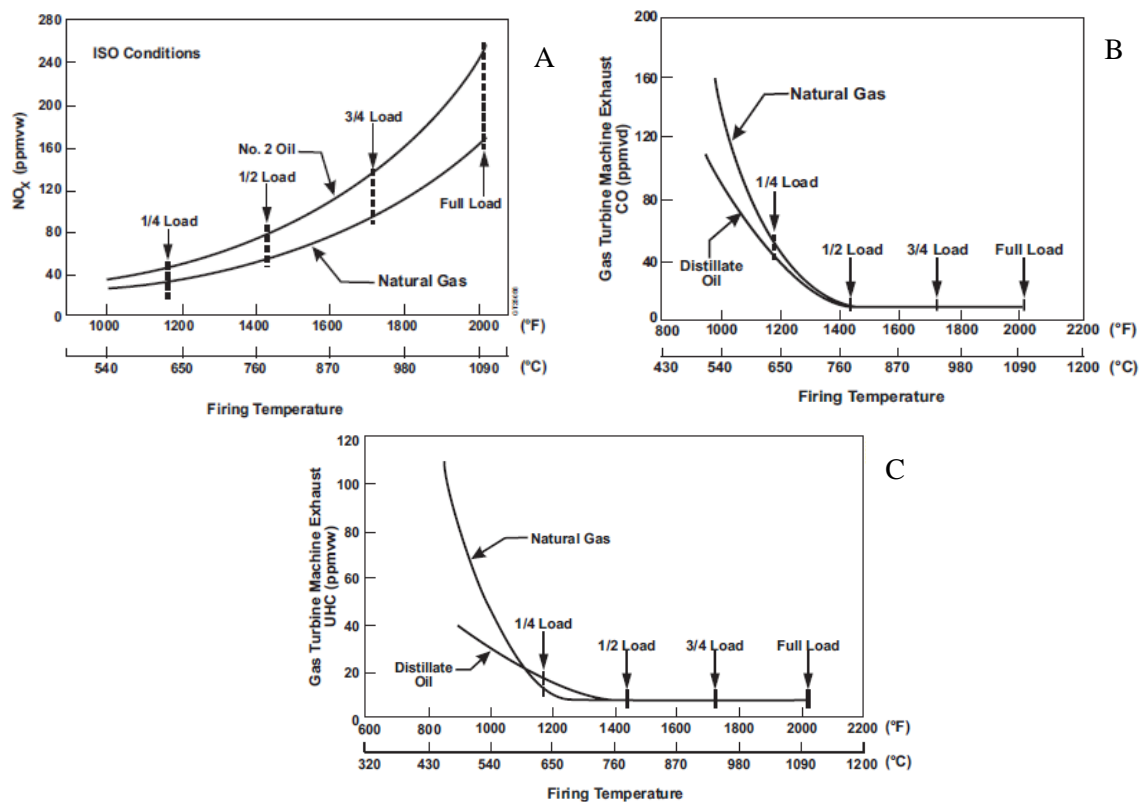 A
ISO Conditions
NOX (ppmvw)
280
240
200
160
120
80
40
0
No. 2 Oil
Natural Gas
1/4 Load
1/2 Load
3/4 Load
Full Load
1000 1200 1400 1600 1800 2000 (°F)
540 650 760 870 980 1090 (°C)
Firing Temperature
B
Gas Turbine Machine Exhaust
CO (ppmvd)
200
160
120
80
40
0
Natural Gas
Distillate
Oil
1/4 Load
1/2 Load
3/4 Load
Full Load
800 1000 1200 1400 1600 1800 2000 2200 (°F)
430 540 650 760 870 980 1090 1200 (°C)
Firing Temperature
C
Gas Turbine Machine Exhaust
UHC (ppmvw)
120
100
80
60
40
20
0
Natural Gas
Distillate
Oil
1/4 Load
1/2 Load
3/4 Load
Full Load
600 800 1000 1200 1400 1600 1800 2000 2200 (°F)
320 430 540 650 760 870 980 1090 1200 (°C)
Firing Temperature